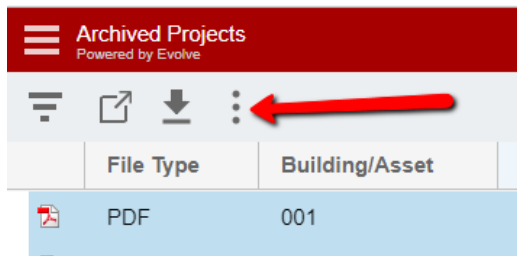 Archived Projects
Powered by Evolve
File Type Building/Asset
PDF 001